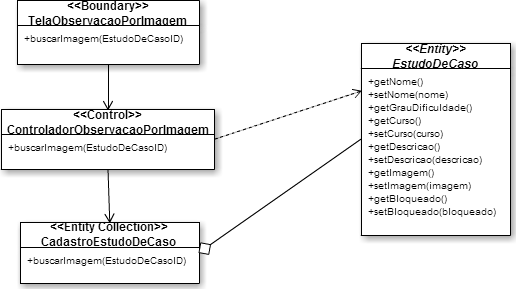 <<Boundary>>
TelaObservacaoPorImagem
+buscarImagem(EstudoDeCasoID)
<<Control>>
ControladorObservacaoPorImagem
+buscarImagem(EstudoDeCasoID)
<<Entity Collection>>
CadastroEstudoDeCaso
+buscarImagem(EstudoDeCasoID)
<<Entity>>
EstudoDeCaso
+getNome()
+setNome(nome)
+getGrauDificuldade()
+getCurso()
+setCurso(curso)
+getDescricao()
+setDescricao(descricao)
+getImagem()
+setImagem(imagem)
+getBloqueado()
+setBloqueado(bloqueado)